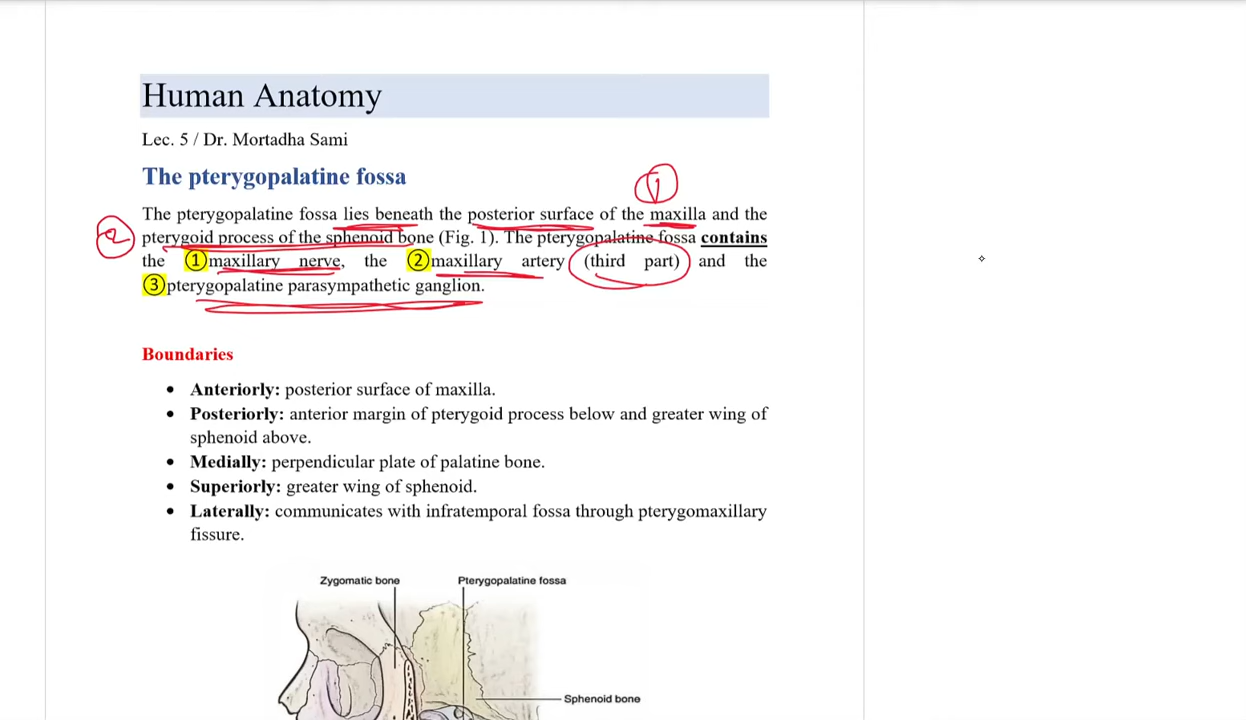 Human Anatomy
Lec. 5 / Dr. Mortadha Sami
The pterygopalatine fossa
1
The pterygopalatine fossa lies beneath the posterior surface of the maxilla and the
2 pterygoid process of the sphenoid bone (Fig. 1). The pterygopalatine fossa contains
the ①maxillary nerve, the ②maxillary artery (third part) and the
③pterygopalatine parasympathetic ganglion.
Boundaries
• Anteriorly: posterior surface of maxilla.
• Posteriorly: anterior margin of pterygoid process below and greater wing of
sphenoid above.
• Medially: perpendicular plate of palatine bone.
• Superiorly: greater wing of sphenoid.
• Laterally: communicates with infratemporal fossa through pterygomaxillary
fissure.
Zygomatic bone Pterygopalatine fossa
Sphenoid bone